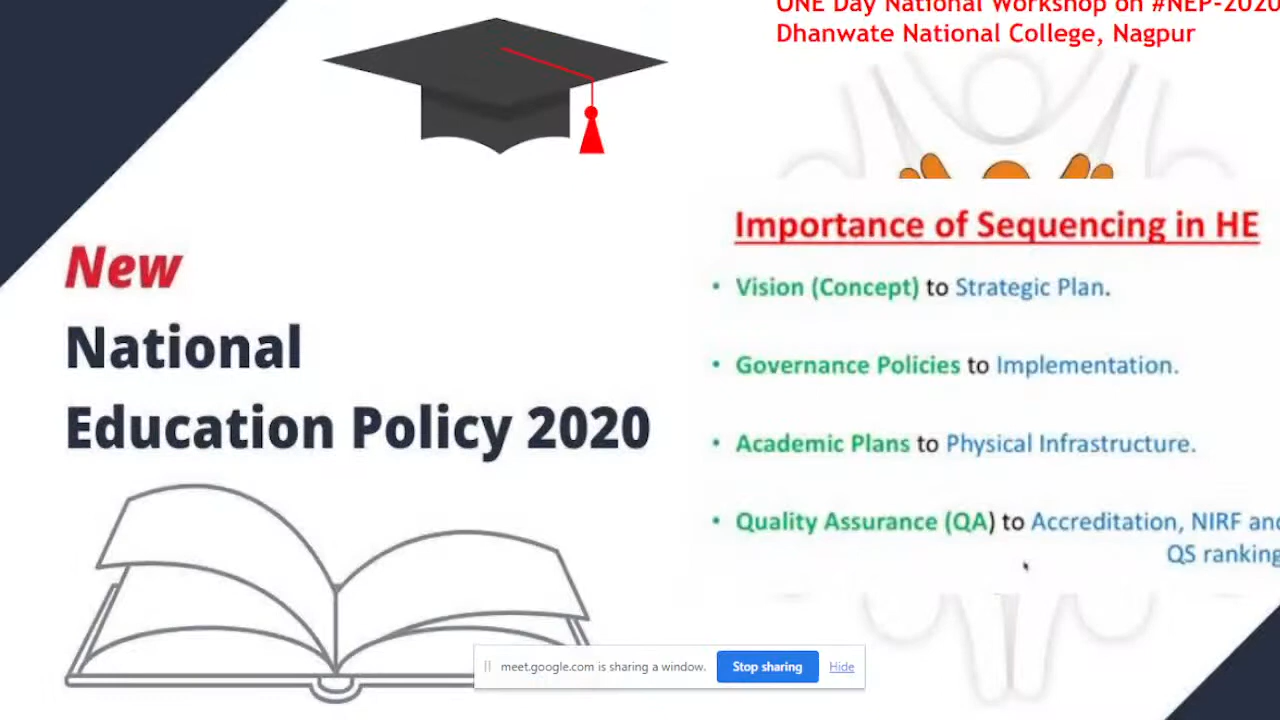 ONE Day National Workshop on #NEP-2020
Dhanwate National College, Nagpur
New
National
Education Policy 2020
Importance of Sequencing in HE
• Vision (Concept) to Strategic Plan.
• Governance Policies to Implementation.
• Academic Plans to Physical Infrastructure.
• Quality Assurance (QA) to Accreditation, NIRF and
QS ranking
meet.google.com is sharing a window. Stop sharing Hide